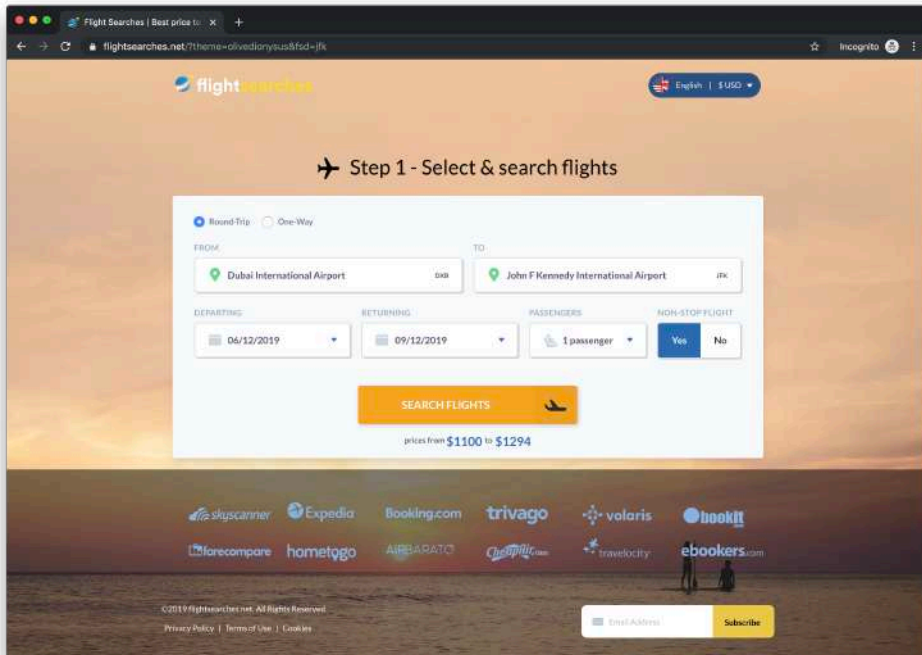 Flight Searches | Best price to
flightsearches.net/?theme=olivedionysus&fsd=jfk
Incognito
flightsearches
English | $ USD
Step 1 - Select & search flights
Round-Trip One-Way
FROM TO
Dubai International Airport DXB John F Kennedy International Airport JFK
DEPARTING RETURNING PASSENGERS NON-STOP FLIGHT
06/12/2019 09/12/2019 1 passenger Yes No
SEARCH FLIGHTS
prices from $1100 to $1294
skyscanner Expedia Booking.com trivago volaris bookit
farecompare hometogo AIRBARATO CheapAir.com travelocity ebookers.com
©2019 flightsearches.net. All Rights Reserved
Privacy Policy | Terms of Use | Cookies
Email Address Subscribe